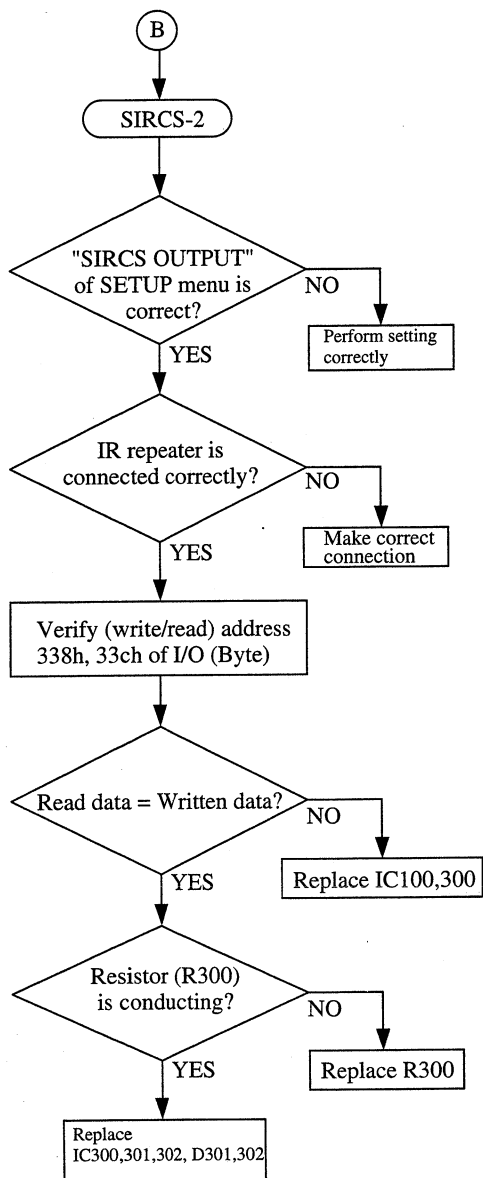 B
SIRCS-2
"SIRCS OUTPUT"
of SETUP menu is
correct?
NO
Perform setting
correctly
YES
IR repeater is
connected correctly?
NO
Make correct
connection
YES
Verify (write/read) address
338h, 33ch of I/O (Byte)
Read data = Written data?
NO
Replace IC100,300
YES
Resistor (R300)
is conducting?
NO
Replace R300
YES
Replace
IC300,301,302, D301,302